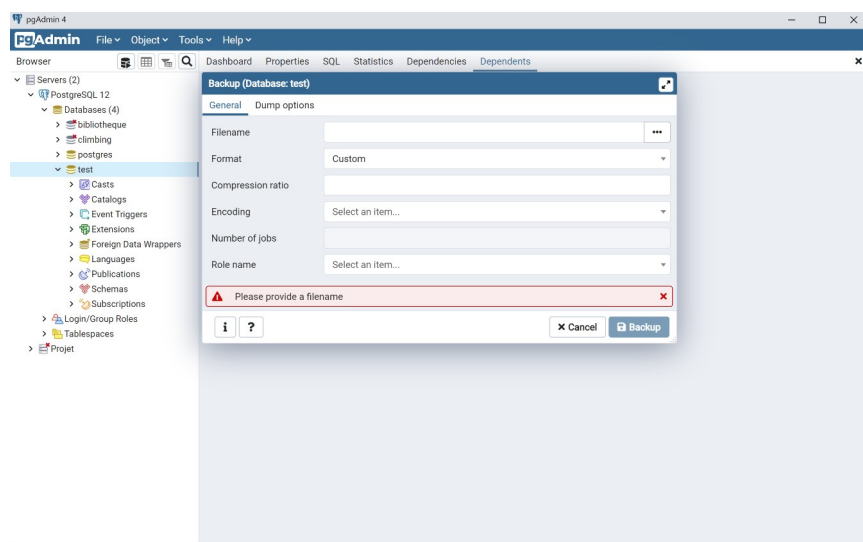 pgAdmin 4
pgAdmin File Object Tools Help
Browser Dashboard Properties SQL Statistics Dependencies Dependents
Servers (2)
PostgreSQL 12
Databases (4)
bibliotheque
climbing
postgres
test
Casts
Catalogs
Event Triggers
Extensions
Foreign Data Wrappers
Languages
Publications
Schemas
Subscriptions
Login/Group Roles
Tablespaces
Projet
Backup (Database: test)
General Dump options
Filename
Format Custom
Compression ratio
Encoding Select an item...
Number of jobs
Role name Select an item...
Please provide a filename
i ? Cancel Backup